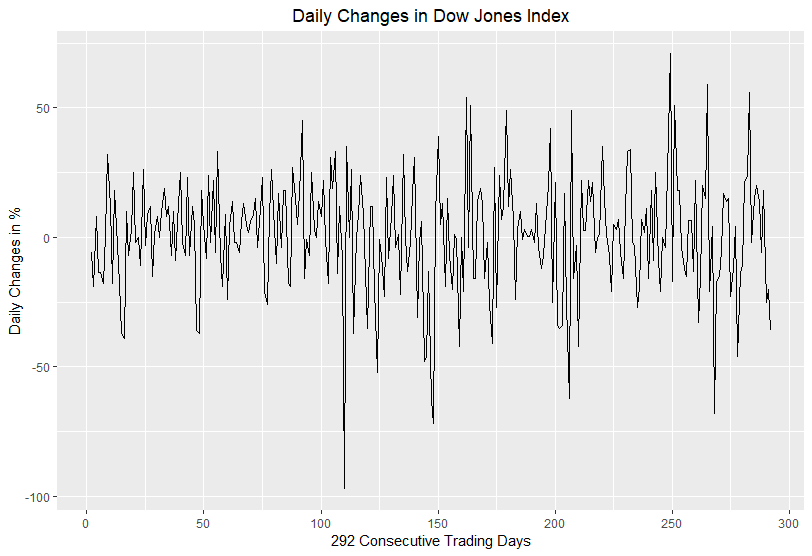 Daily Changes in Dow Jones Index
Daily Changes in %
50
0
-50
-100
0 50 100 150 200 250 300
292 Consecutive Trading Days